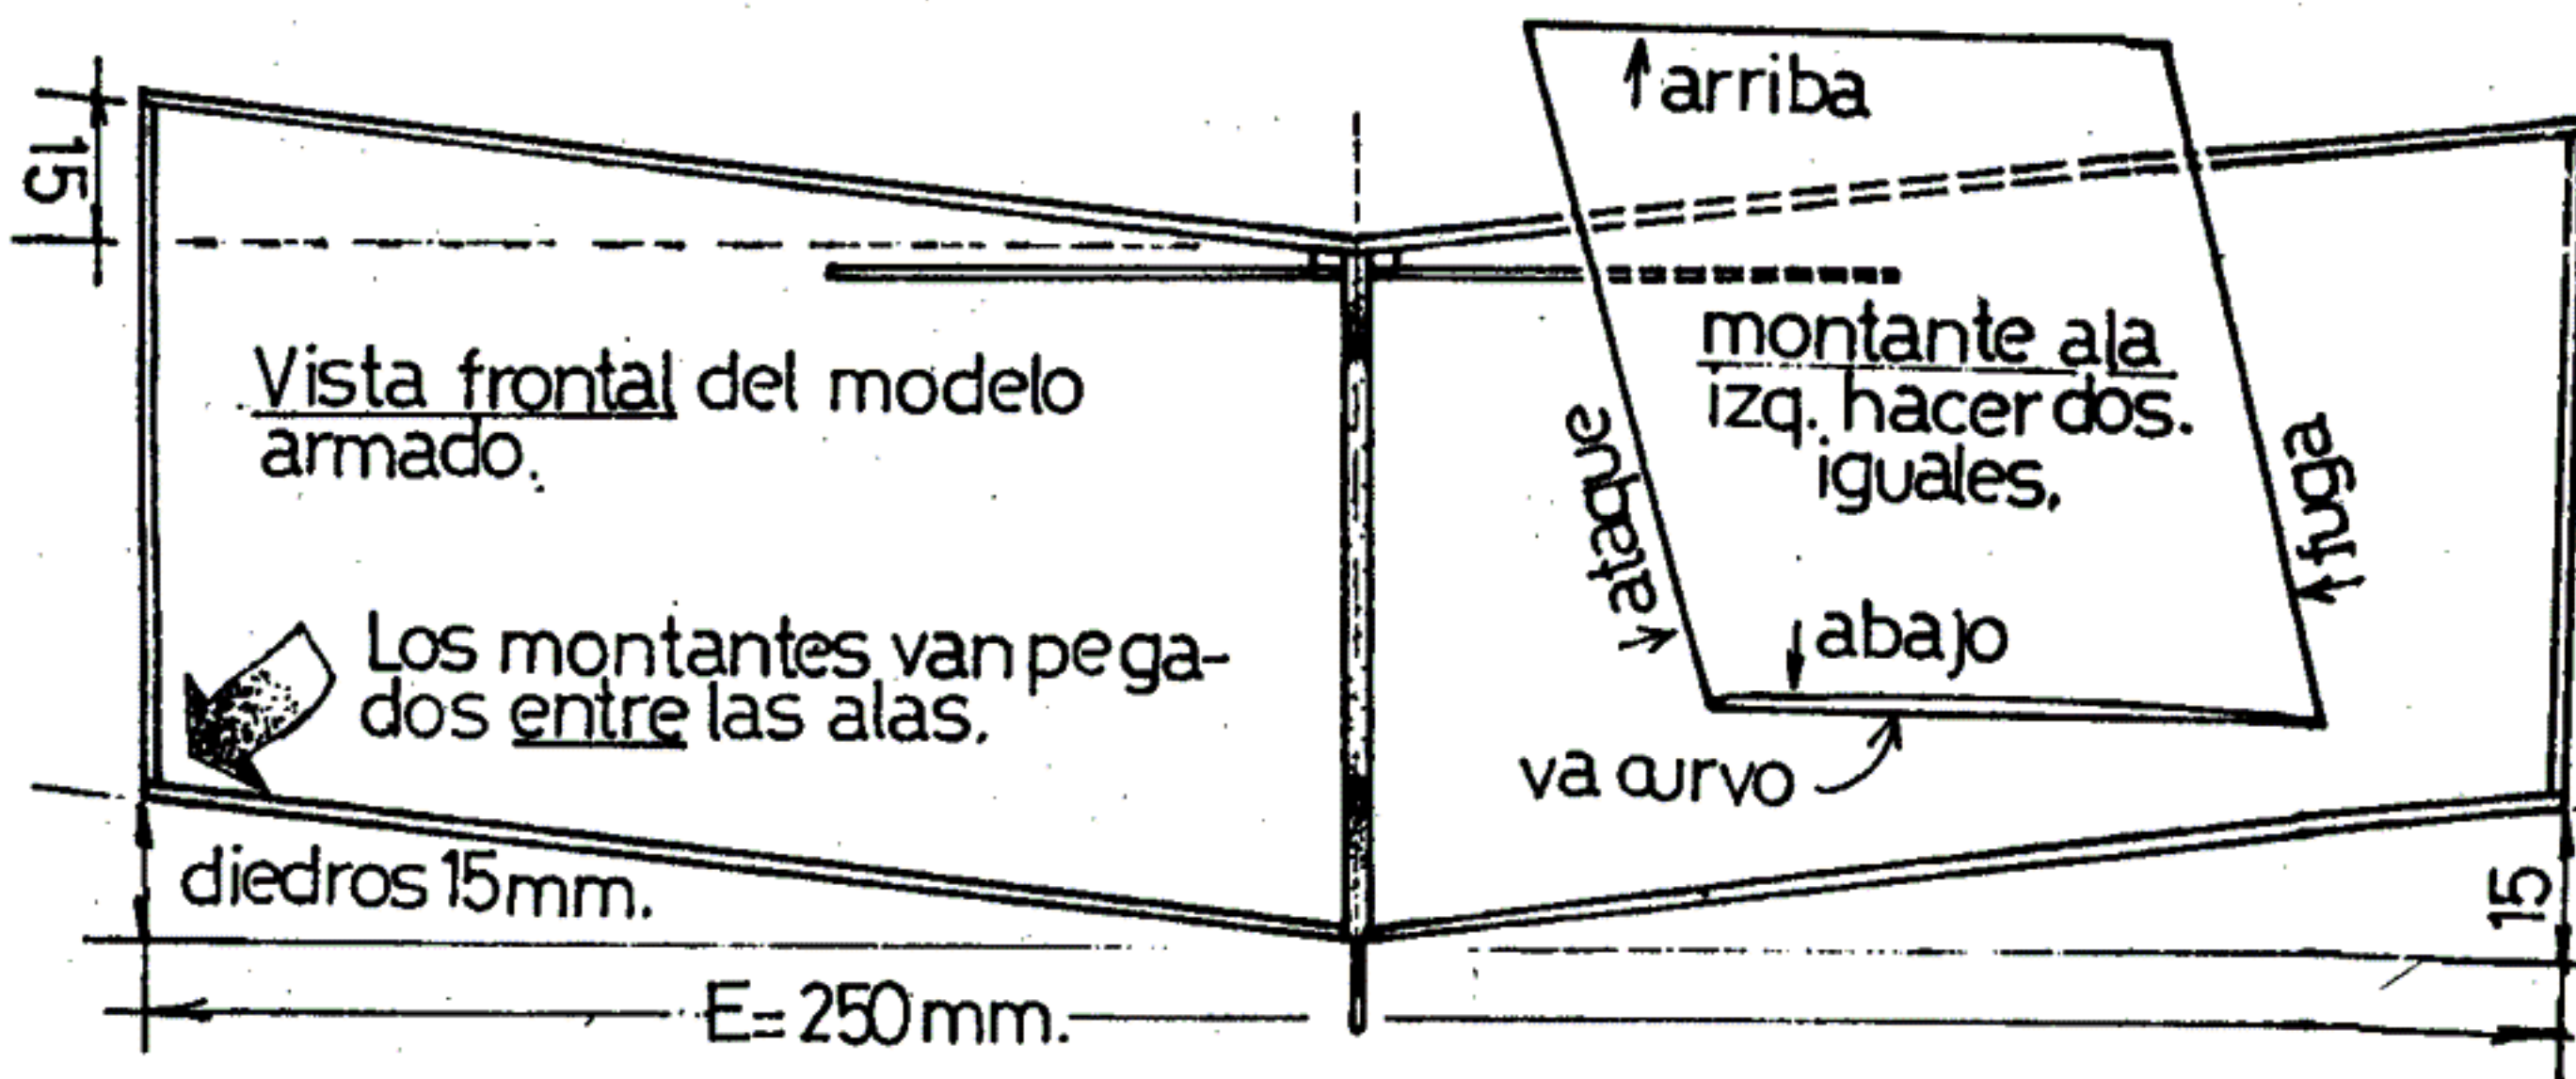 15
Vista frontal del modelo
armado.
Los montantes van pega-
dos entre las alas.
diedros 15mm.
E=250mm.
arriba
montante ala
izq. hacer dos.
iguales.
ataque
fuga
abajo
va curvo
15